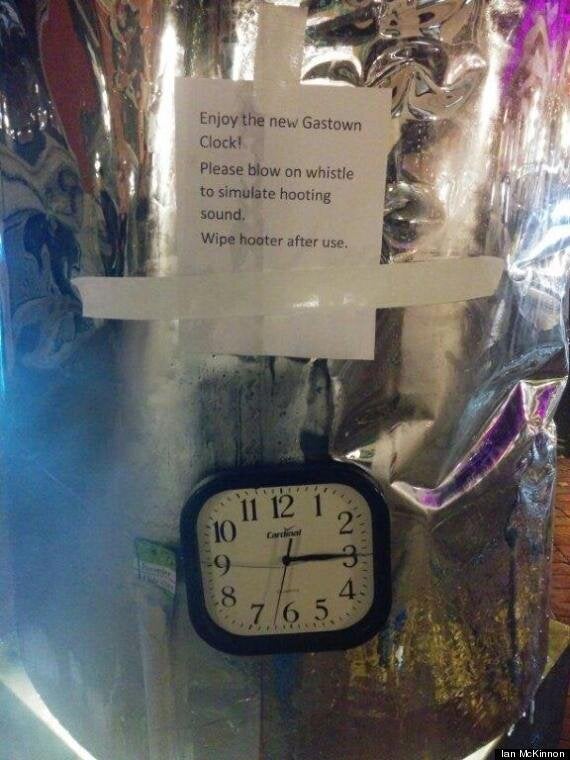 Enjoy the new Gastown
Clock!
Please blow on whistle
to simulate hooting
sound.
Wipe hooter after use.
11 12 1
10 2
Cardinal
9 3
8 4
7 6 5
Ian McKinnon